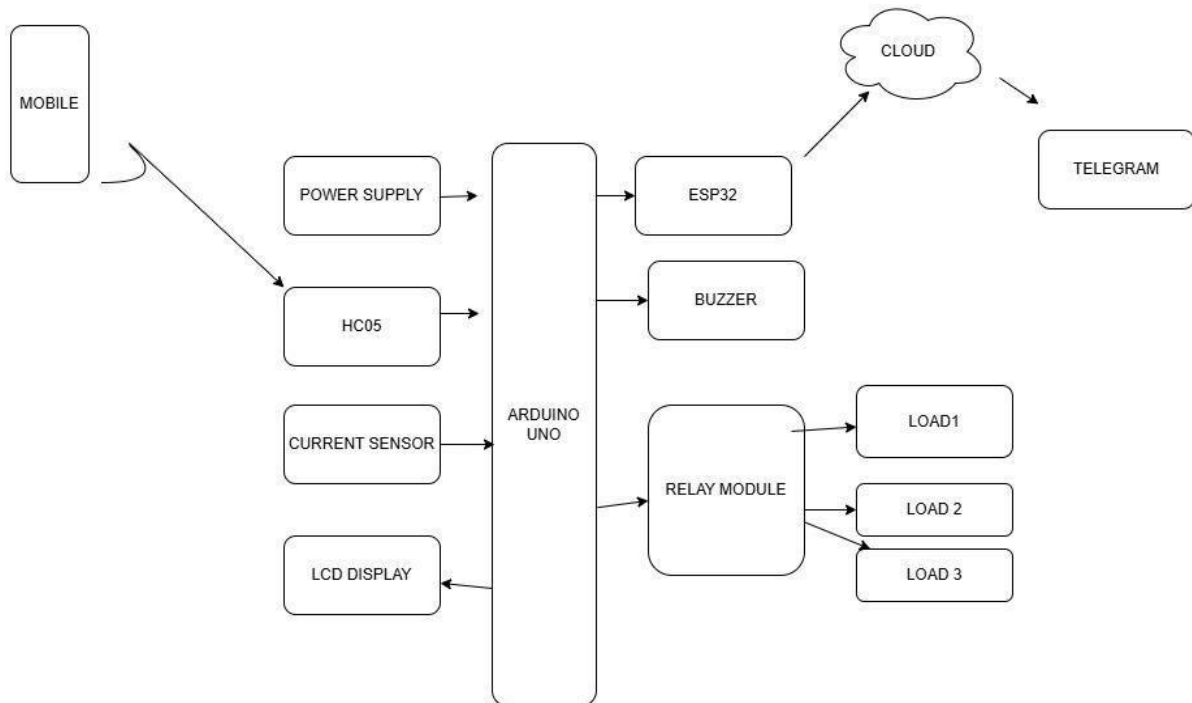 CLOUD
MOBILE
TELEGRAM
POWER SUPPLY
ESP32
BUZZER
HC05
ARDUINO
UNO
LOAD1
CURRENT SENSOR
RELAY MODULE
LOAD 2
LCD DISPLAY
LOAD 3